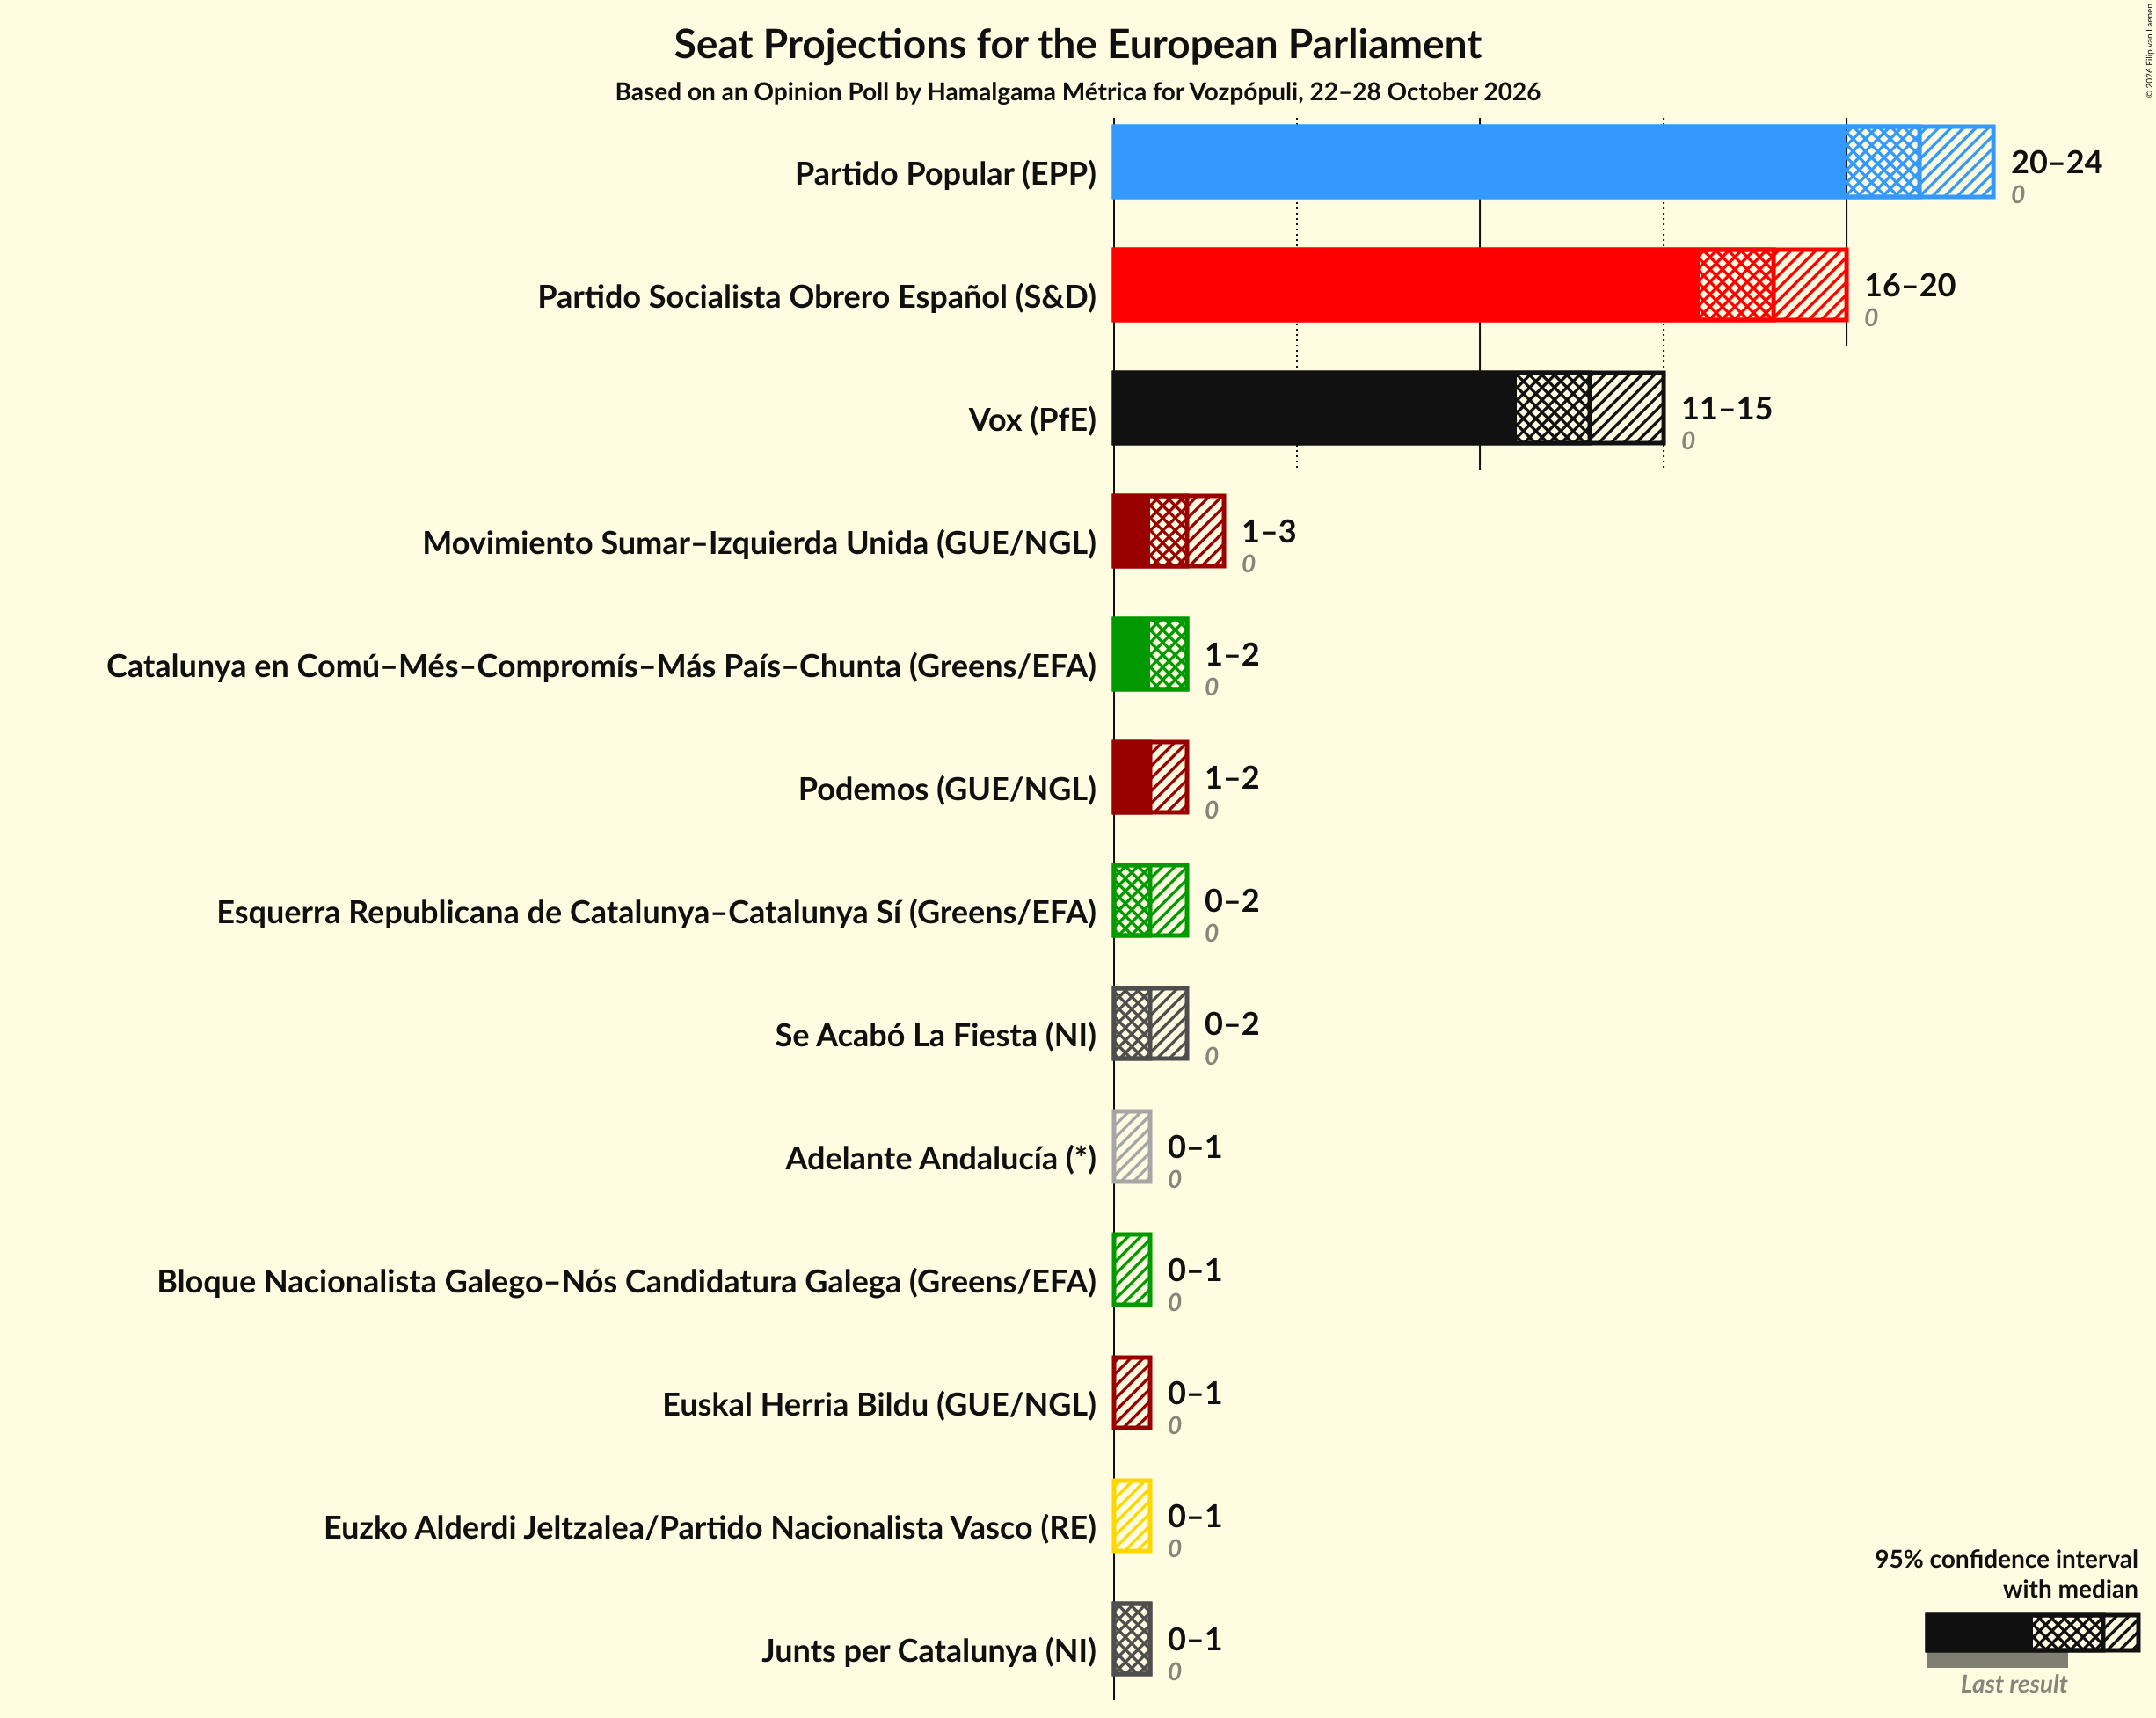 Seat Projections for the European Parliament
Based on an Opinion Poll by Hamalgama Métrica for Vozpópuli, 22–28 October 2026
© 2026 Filip van Laenen
Partido Popular (EPP)
20–24
0
Partido Socialista Obrero Español (S&D)
16–20
0
Vox (PfE)
11–15
0
Movimiento Sumar–Izquierda Unida (GUE/NGL)
1–3
0
Catalunya en Comú–Més–Compromís–Más País–Chunta (Greens/EFA)
1–2
0
Podemos (GUE/NGL)
1–2
0
Esquerra Republicana de Catalunya–Catalunya Sí (Greens/EFA)
0–2
0
Se Acabó La Fiesta (NI)
0–2
0
Adelante Andalucía (*)
0–1
0
Bloque Nacionalista Galego–Nós Candidatura Galega (Greens/EFA)
0–1
0
Euskal Herria Bildu (GUE/NGL)
0–1
0
Euzko Alderdi Jeltzalea/Partido Nacionalista Vasco (RE)
0–1
0
Junts per Catalunya (NI)
0–1
0
95% confidence interval
with median
Last result